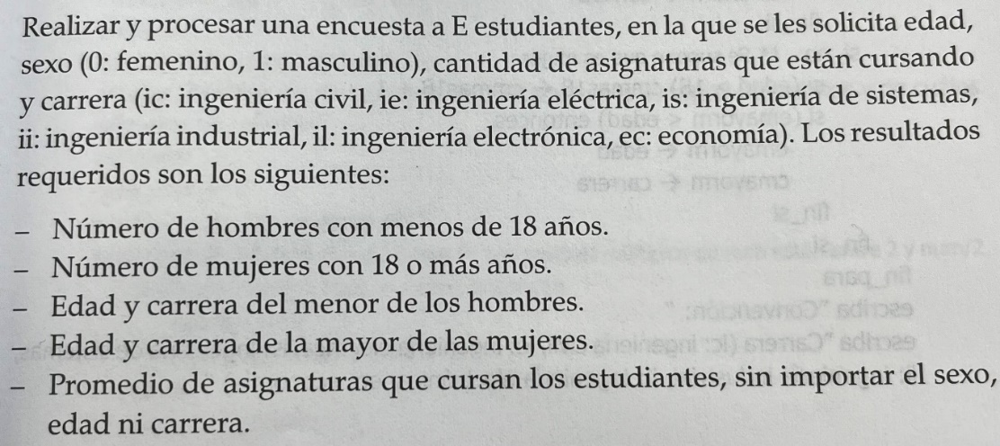 Realizar y procesar una encuesta a E estudiantes, en la que se les solicita edad,
sexo (0: femenino, 1: masculino), cantidad de asignaturas que están cursando
y carrera (ic: ingeniería civil, ie: ingeniería eléctrica, is: ingeniería de sistemas,
ii: ingeniería industrial, il: ingeniería electrónica, ec: economía). Los resultados
requeridos son los siguientes:
– Número de hombres con menos de 18 años.
– Número de mujeres con 18 o más años.
– Edad y carrera del menor de los hombres.
– Edad y carrera de la mayor de las mujeres.
– Promedio de asignaturas que cursan los estudiantes, sin importar el sexo,
edad ni carrera.